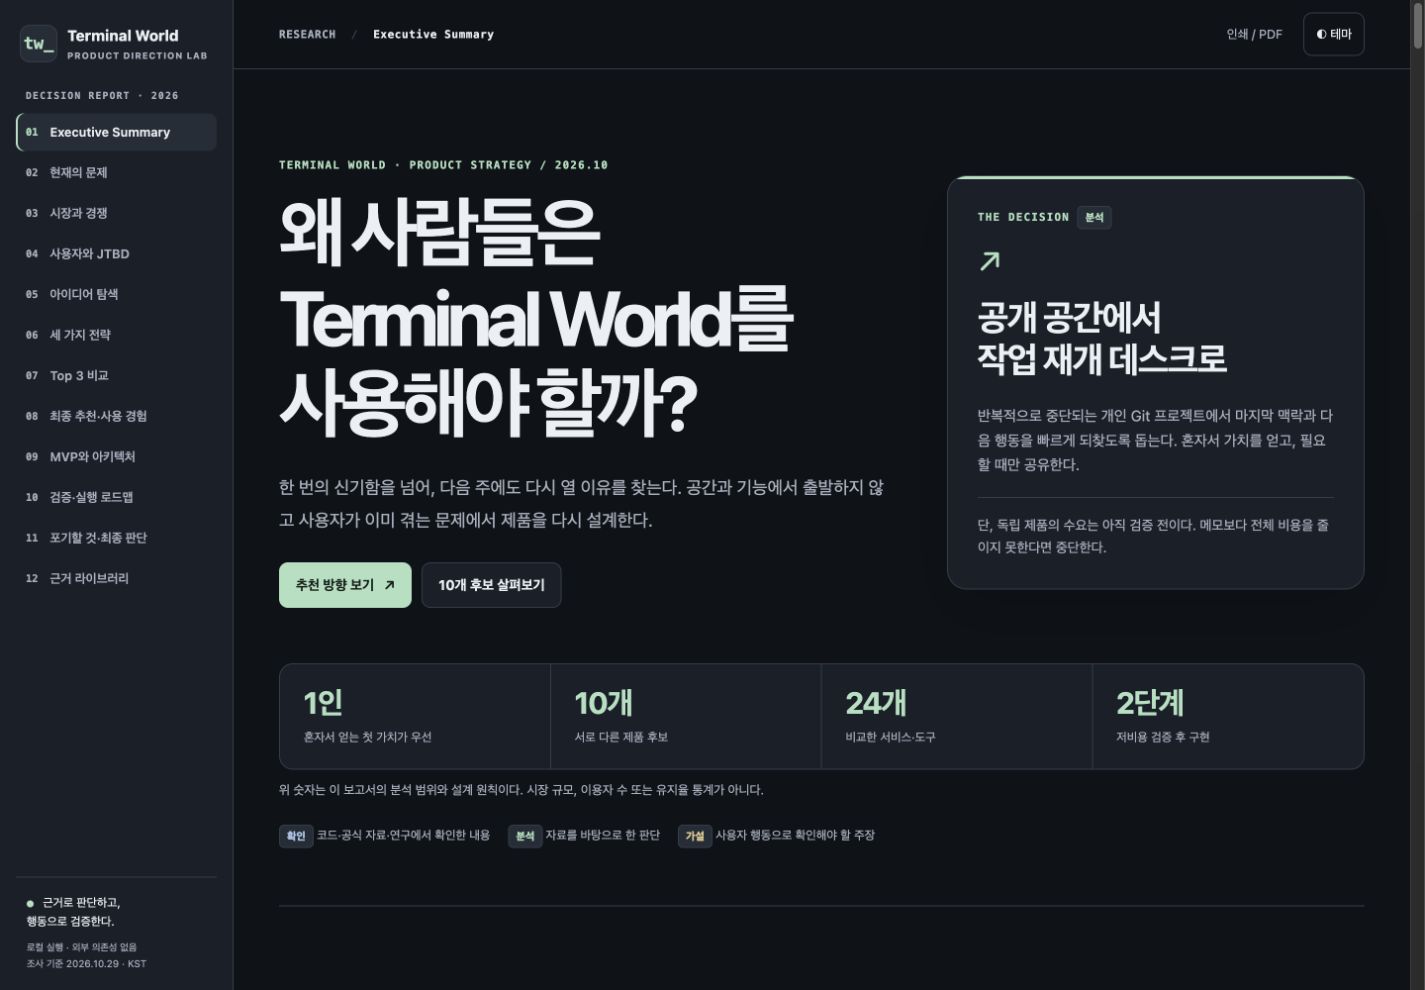 tw_
Terminal World
PRODUCT DIRECTION LAB
DECISION REPORT · 2026
01 Executive Summary
02 현재의 문제
03 시장과 경쟁
04 사용자와 JTBD
05 아이디어 탐색
06 세 가지 전략
07 Top 3 비교
08 최종 추천·사용 경험
09 MVP와 아키텍처
10 검증·실행 로드맵
11 포기할 것·최종 판단
12 근거 라이브러리
근거로 판단하고,
행동으로 검증한다.
로컬 실행 · 외부 의존성 없음
조사 기준 2026.10.29 · KST
RESEARCH / Executive Summary
인쇄 / PDF
테마
TERMINAL WORLD · PRODUCT STRATEGY / 2026.10
왜 사람들은
Terminal World를
사용해야 할까?
한 번의 신기함을 넘어, 다음 주에도 다시 열 이유를 찾는다. 공간과 기능에서 출발하지 않
고 사용자가 이미 겪는 문제에서 제품을 다시 설계한다.
추천 방향 보기 ↗
10개 후보 살펴보기
THE DECISION 분석
↗
공개 공간에서
작업 재개 데스크로
반복적으로 중단되는 개인 Git 프로젝트에서 마지막 맥락과 다
음 행동을 빠르게 되찾도록 돕는다. 혼자서 가치를 얻고, 필요
할 때만 공유한다.
단, 독립 제품의 수요는 아직 검증 전이다. 메모보다 전체 비용을 줄
이지 못한다면 중단한다.
1인
혼자서 얻는 첫 가치가 우선
10개
서로 다른 제품 후보
24개
비교한 서비스·도구
2단계
저비용 검증 후 구현
위 숫자는 이 보고서의 분석 범위와 설계 원칙이다. 시장 규모, 이용자 수 또는 유지율 통계가 아니다.
확인 코드·공식 자료·연구에서 확인한 내용
분석 자료를 바탕으로 한 판단
가설 사용자 행동으로 확인해야 할 주장